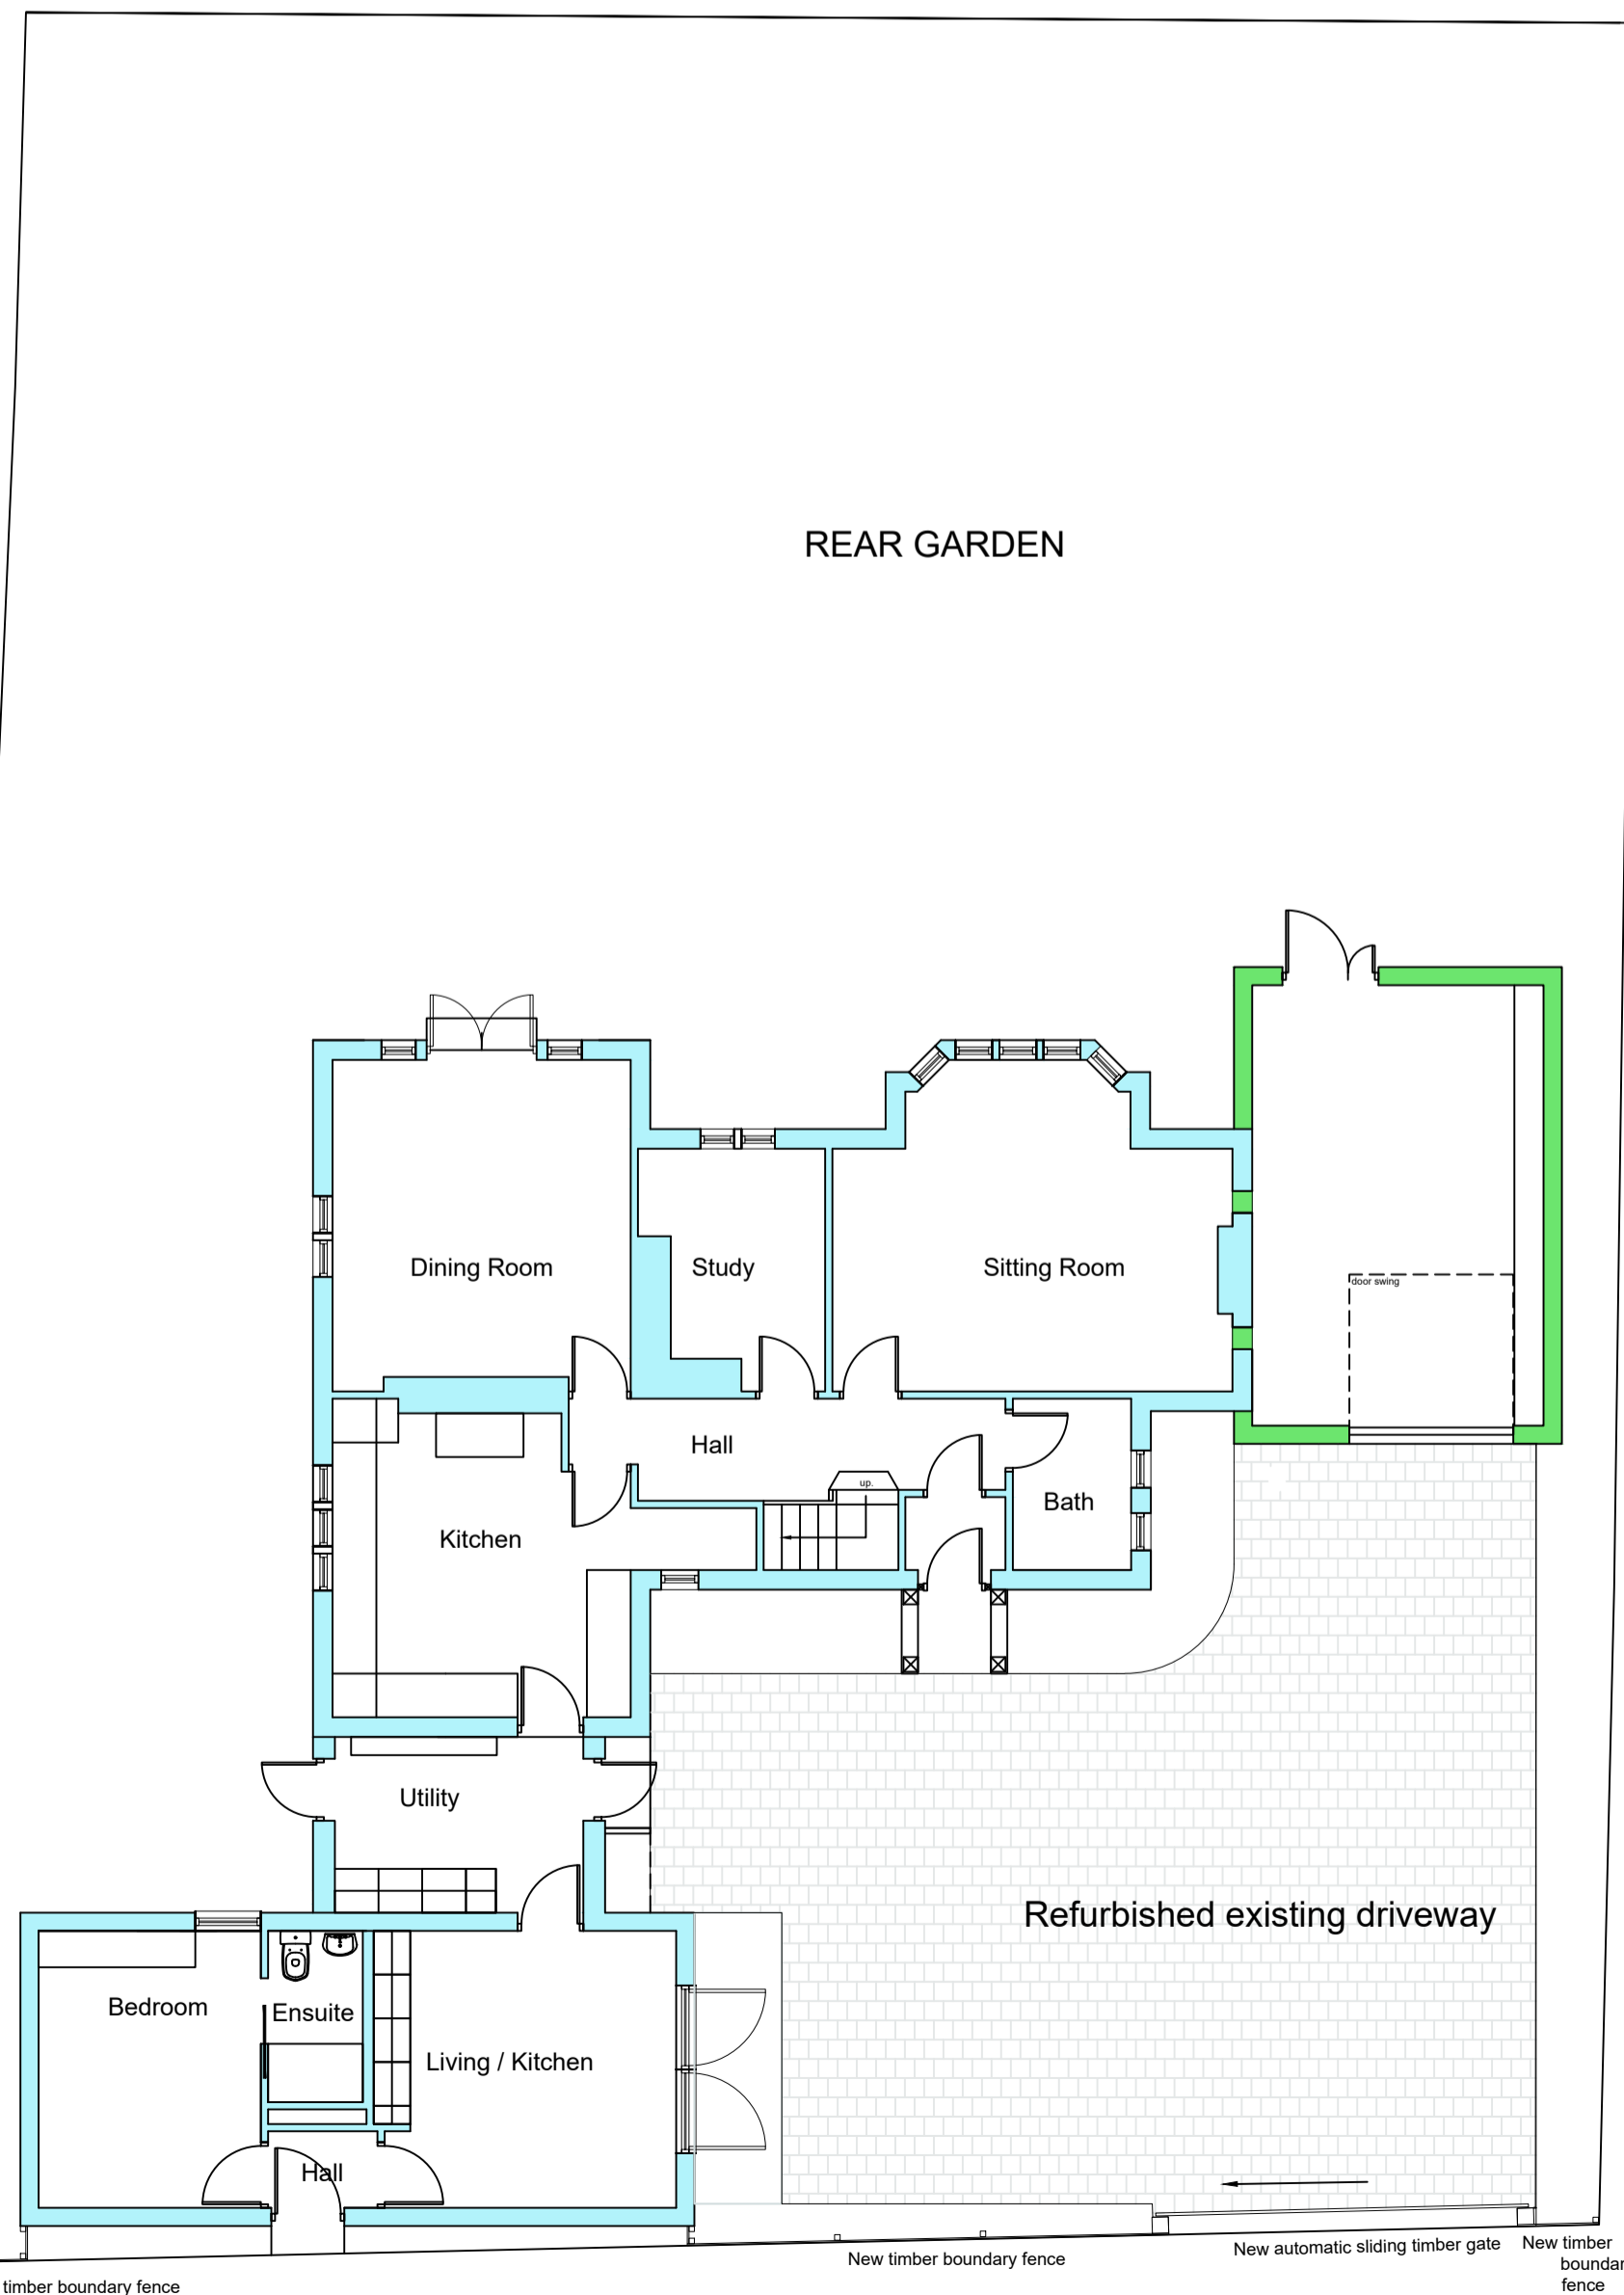 REAR GARDEN
door swing
Dining Room
Study
Sitting Room
Hall
up.
Bath
Kitchen
Utility
Refurbished existing driveway
Bedroom
Ensuite
Living / Kitchen
Hall
New timber boundary fence
New automatic sliding timber gate
New timber
boundar
fence
timber boundary fence